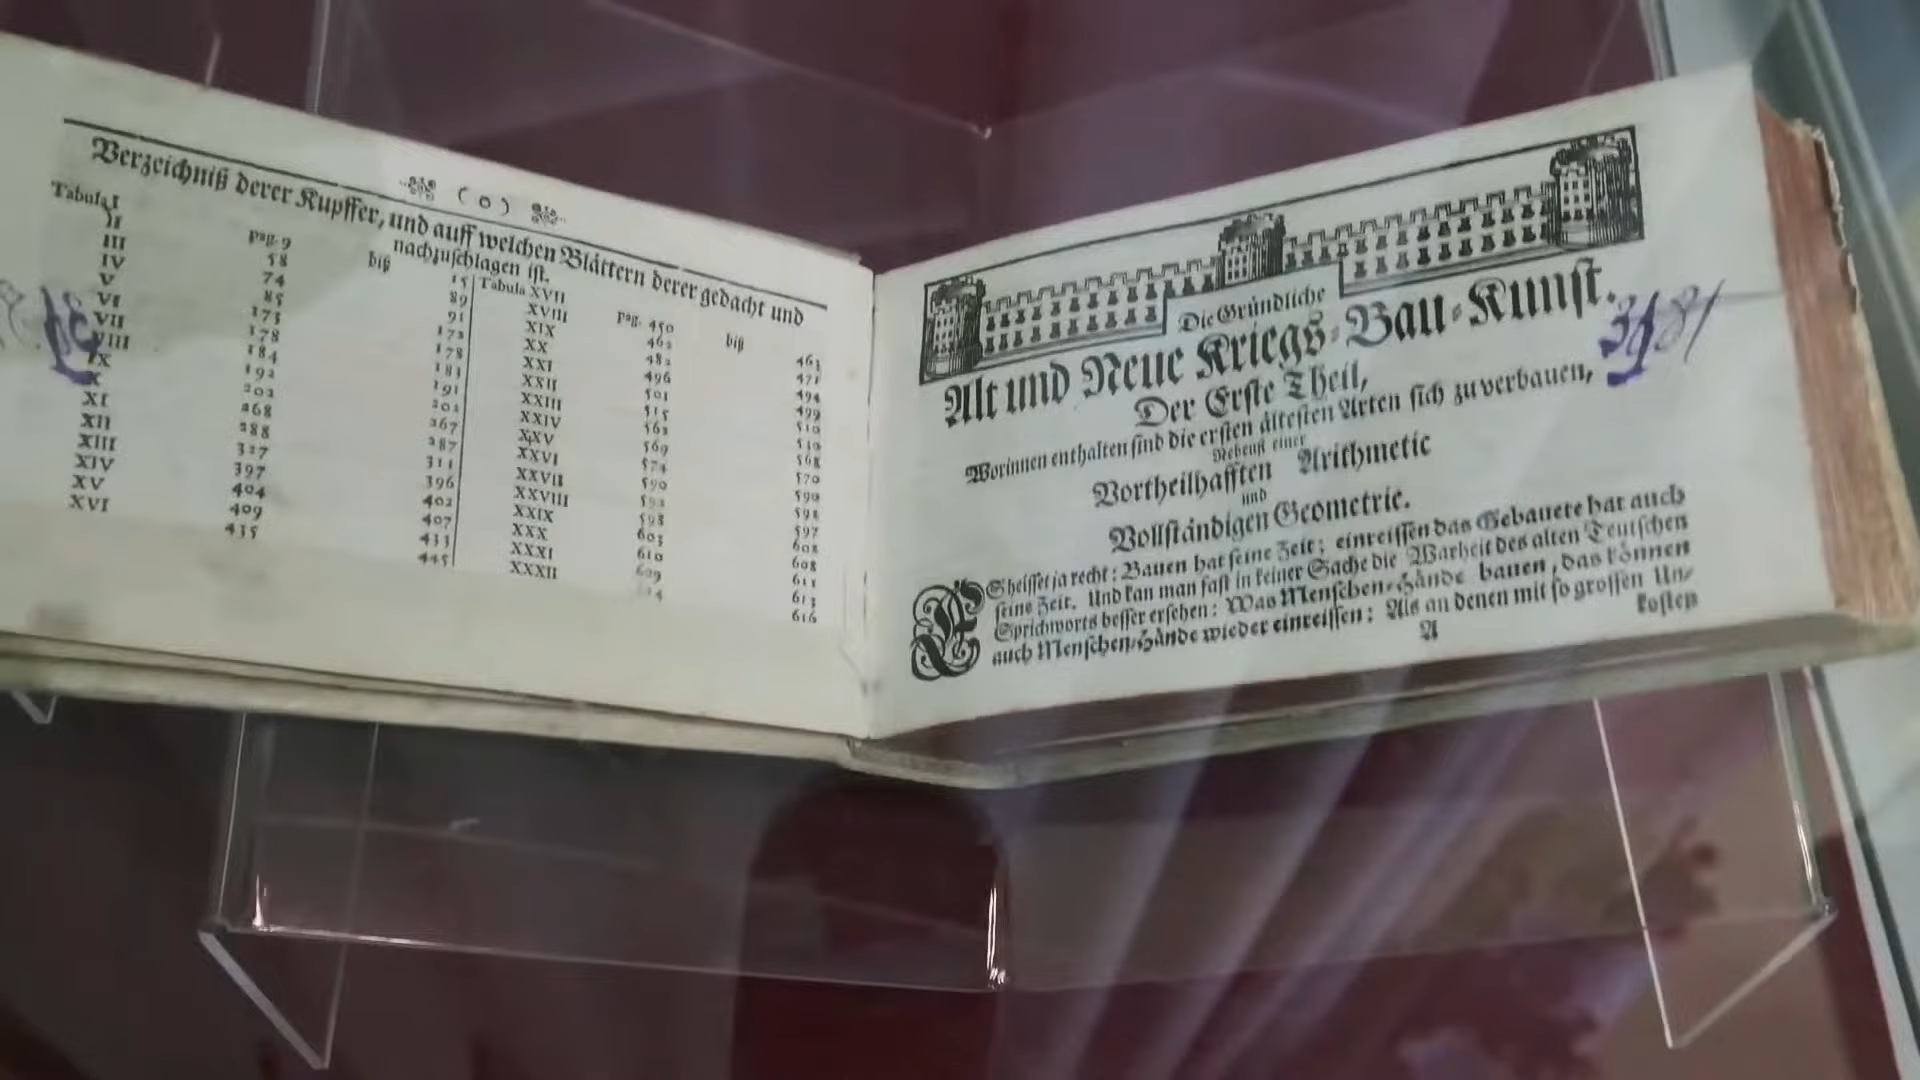 ( o )
Verzeichniß derer Kupffer, und auff welchen Blättern derer gedacht und
nachzuschlagen ist.
Tabula I pag. 9 biß 15
II 58 89
III 74 91
IV 85 173
V 173 178
VI 178 183
VII 184 191
VIII 192 202
IX 202 267
X 268 287
XI 288 311
XII 327 396
XIII 397 402
XIV 404 407
XV 409 433
XVI 435 445
Tabula XVII pag. 450 biß 463
XVIII 462 471
XIX 482 494
XX 496 499
XXI 501 510
XXII 515
XXIII 562 568
XXIV 569 570
XXV 574 590
XXVI 590 598
XXVII 597
XXVIII 598 602
XXIX 603 608
XXX 610 611
XXXI 609 613
XXXII 616
Die Gründliche
Alt und Neue Kriegs-Bau-Kunst.
Der Erste Theil,
Worinnen enthalten sind die ersten ältesten Arten sich zu verbauen,
Nebenst einer
Vortheilhafften Arithmetic
und
Vollständigen Geometrie.
ES heisset ja recht: Bauen hat seine Zeit; einreissen das Gebauete hat auch
seine Zeit. Und kan man fast in keiner Sache die Warheit des alten Teutschen
Sprichworts besser ersehen: Was Menschen-Hände bauen, das können
auch Menschen-Hände wieder einreissen: Als an denen mit so grossen Un-
A
kosten